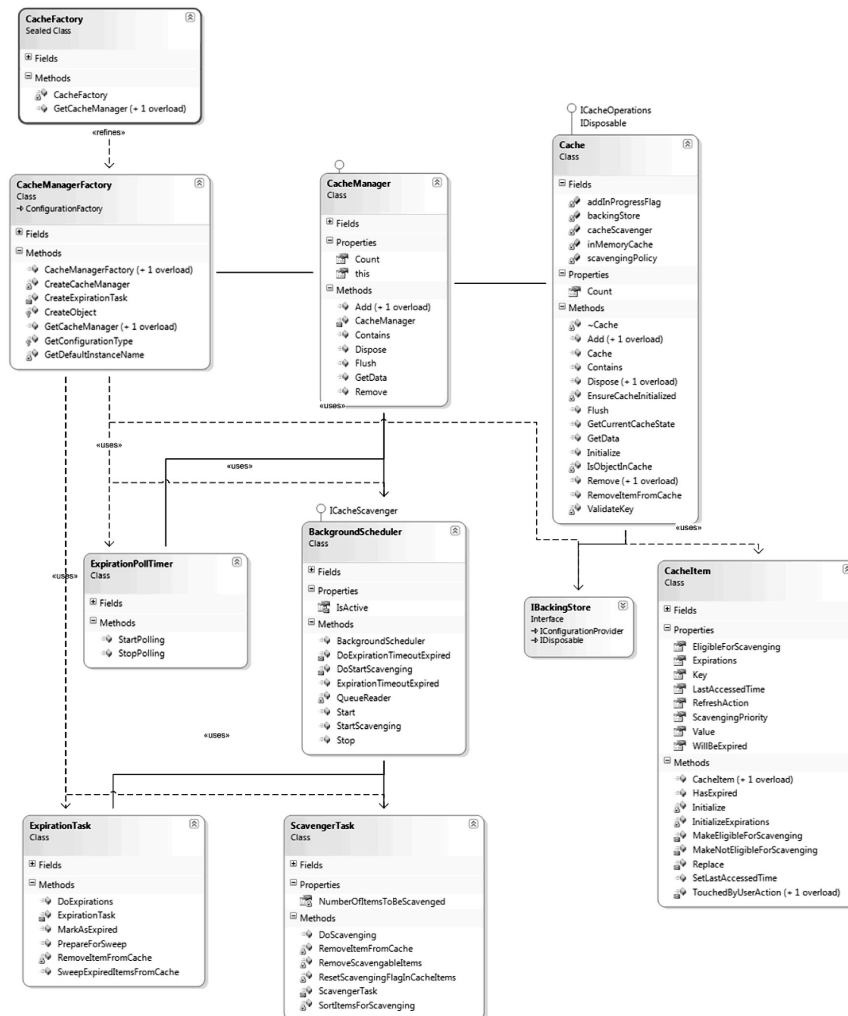 CacheFactory
Sealed Class
Fields
Methods
CacheFactory
GetCacheManager (+ 1 overload)
«refines»
CacheManagerFactory
Class
ConfigurationFactory
Fields
Methods
CacheManagerFactory (+ 1 overload)
CreateCacheManager
CreateExpirationTask
CreateObject
GetCacheManager (+ 1 overload)
GetConfigurationType
GetDefaultInstanceName
CacheManager
Class
Fields
Properties
Count
this
Methods
Add (+ 1 overload)
CacheManager
Contains
Dispose
Flush
GetData
Remove
«uses»
ICacheOperations
IDisposable
Cache
Class
Fields
addInProgressFlag
backingStore
cacheScavenger
inMemoryCache
scavengingPolicy
Properties
Count
Methods
~Cache
Add (+ 1 overload)
Cache
Contains
Dispose (+ 1 overload)
EnsureCacheInitialized
Flush
GetCurrentCacheState
GetData
Initialize
IsObjectInCache
Remove (+ 1 overload)
RemoveItemFromCache
ValidateKey
«uses»
«uses»
«uses»
«uses»
ExpirationPollTimer
Class
Fields
Methods
StartPolling
StopPolling
ICacheScavenger
BackgroundScheduler
Class
Fields
Properties
IsActive
Methods
BackgroundScheduler
DoExpirationTimeoutExpired
DoStartScavenging
ExpirationTimeoutExpired
QueueReader
Start
StartScavenging
Stop
IBackingStore
Interface
IConfigurationProvider
IDisposable
CacheItem
Class
Fields
Properties
EligibleForScavenging
Expirations
Key
LastAccessedTime
RefreshAction
ScavengingPriority
Value
WillBeExpired
Methods
CacheItem (+ 1 overload)
HasExpired
Initialize
InitializeExpirations
MakeEligibleForScavenging
MakeNotEligibleForScavenging
Replace
SetLastAccessedTime
TouchedByUserAction (+ 1 overload)
«uses»
ExpirationTask
Class
Fields
Methods
DoExpirations
ExpirationTask
MarkAsExpired
PrepareForSweep
RemoveItemFromCache
SweepExpiredItemsFromCache
ScavengerTask
Class
Fields
Properties
NumberOfItemsToBeScavenged
Methods
DoScavenging
RemoveItemFromCache
RemoveScavengableItems
ResetScavengingFlagInCacheItems
ScavengerTask
SortItemsForScavenging